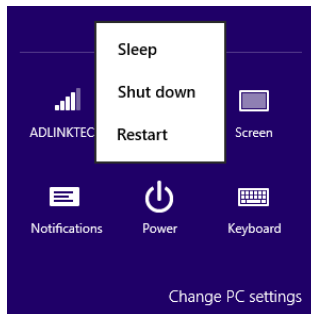 Sleep
Shut down
Restart
ADLINKTEC
Screen
Notifications
Power
Keyboard
Change PC settings